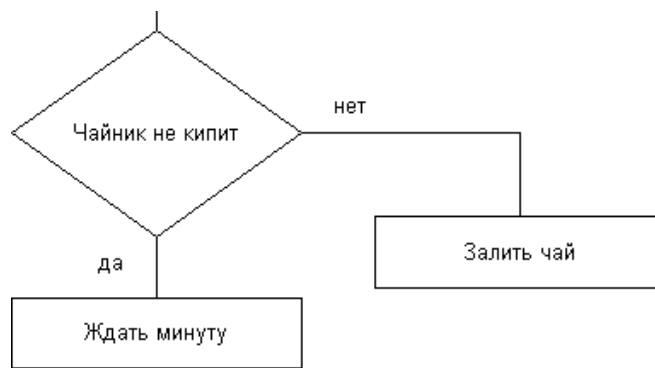 нет
Чайник не кипит
Залить чай
да
Ждать минуту